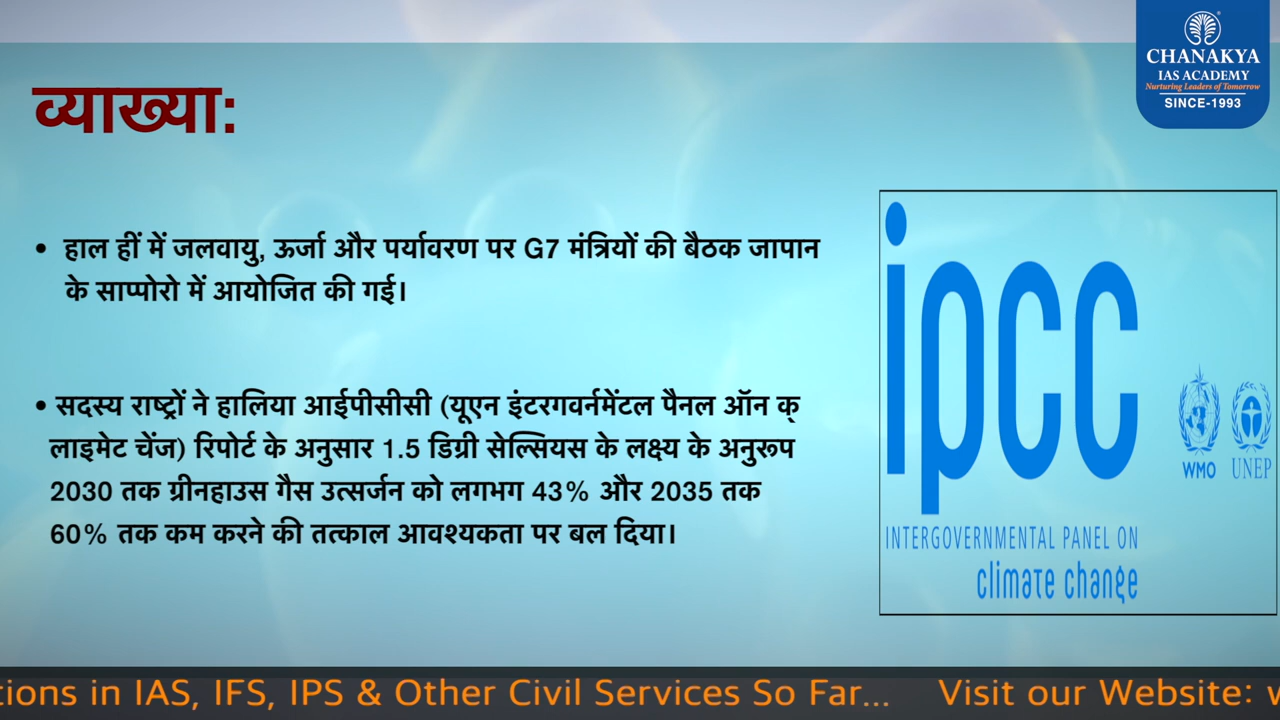 CHANAKYA
IAS ACADEMY
Nurturing Leaders of Tomorrow
SINCE-1993
व्याख्या:
• हाल हीं में जलवायु, ऊर्जा और पर्यावरण पर G7 मंत्रियों की बैठक जापान
के साप्पोरो में आयोजित की गई।
• सदस्य राष्ट्रों ने हालिया आईपीसीसी (यूएन इंटरगवर्नमेंटल पैनल ऑन क्
लाइमेट चेंज) रिपोर्ट के अनुसार 1.5 डिग्री सेल्सियस के लक्ष्य के अनुरूप
2030 तक ग्रीनहाउस गैस उत्सर्जन को लगभग 43% और 2035 तक
60% तक कम करने की तत्काल आवश्यकता पर बल दिया।
ipcc
WMO UNEP
INTERGOVERNMENTAL PANEL ON
climate change
tions in IAS, IFS, IPS & Other Civil Services So Far... Visit our Website: w